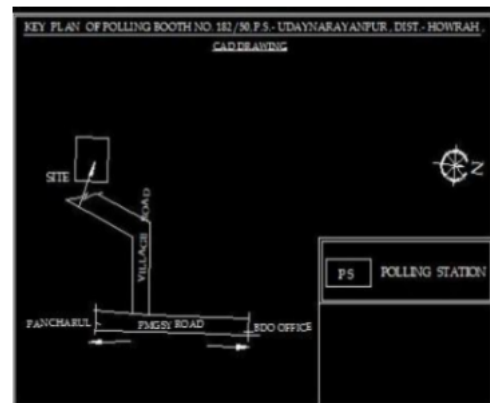 KEY PLAN OF POLLING BOOTH NO. 182/50, P.S.- UDAYNARAYANPUR, DIST.- HOWRAH,
CAD DRAWING
SITE
VILLAGE ROAD
N
PS POLLING STATION
PANCHARUL PMGSY ROAD BDO OFFICE